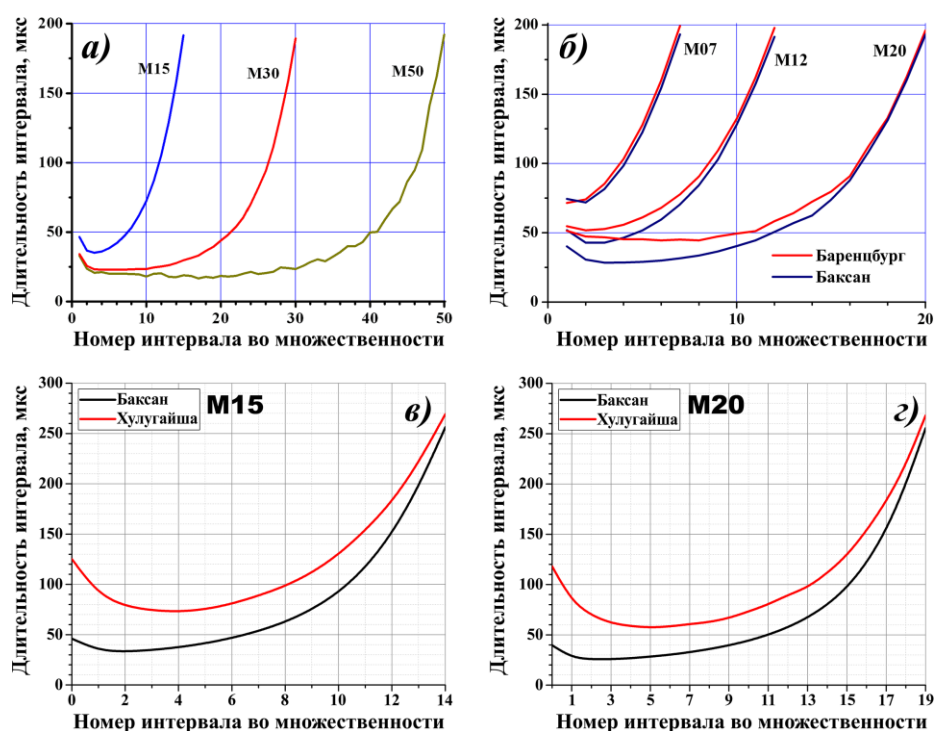 Длительность интервала, мкс
200
150
100
50
0
а)
M15
M30
M50
0 10 20 30 40 50
Номер интервала во множественности
Длительность интервала, мкс
200
150
100
50
0
б)
M07
M12
M20
Баренцбург
Баксан
0 10 20
Номер интервала во множественности
Длительность интервала, мкс
300
250
200
150
100
50
0
Баксан
Хулугайша
M15
в)
0 2 4 6 8 10 12 14
Номер интервала во множественности
Длительность интервала, мкс
300
250
200
150
100
50
0
Баксан
Хулугайша
M20
г)
1 3 5 7 9 11 13 15 17 19
Номер интервала во множественности